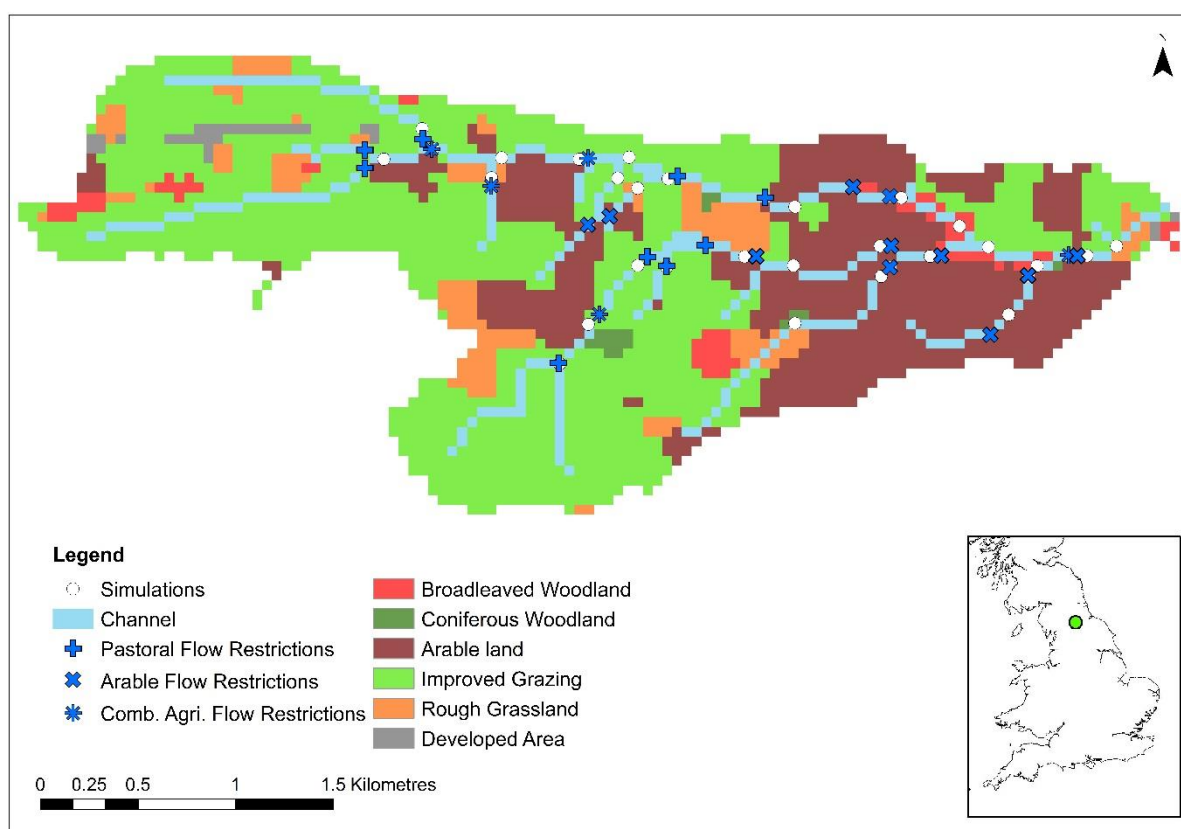 Legend
Simulations
Channel
Pastoral Flow Restrictions
Arable Flow Restrictions
Comb. Agri. Flow Restrictions
Broadleaved Woodland
Coniferous Woodland
Arable land
Improved Grazing
Rough Grassland
Developed Area
0 0.25 0.5 1 1.5 Kilometres